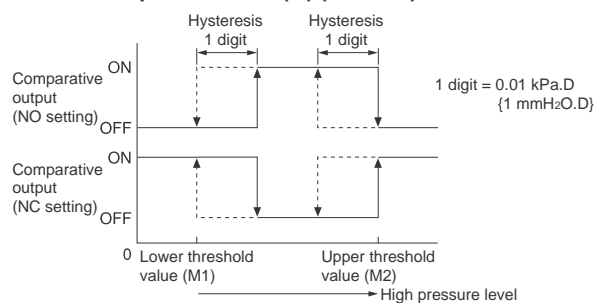 Hysteresis
1 digit
Hysteresis
1 digit
ON
Comparative
output
(NO setting)
OFF
1 digit = 0.01 kPa.D
{1 mmH2O.D}
ON
Comparative
output
(NC setting)
OFF
0
Lower threshold
value (M1)
Upper threshold
value (M2)
High pressure level